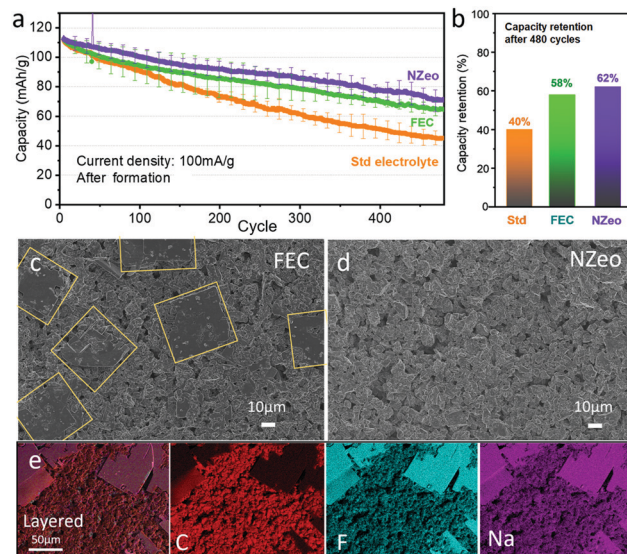 a
120
100
80
60
40
20
0
Capacity (mAh/g)
NZeo
FEC
Std electrolyte
Current density: 100mA/g
After formation
0
100
200
300
400
Cycle
b
100
80
60
40
20
0
Capacity retention (%)
Capacity retention
after 480 cycles
40%
58%
62%
Std
FEC
NZeo
c
FEC
10µm
d
NZeo
10µm
e
Layered
50µm
C
F
Na